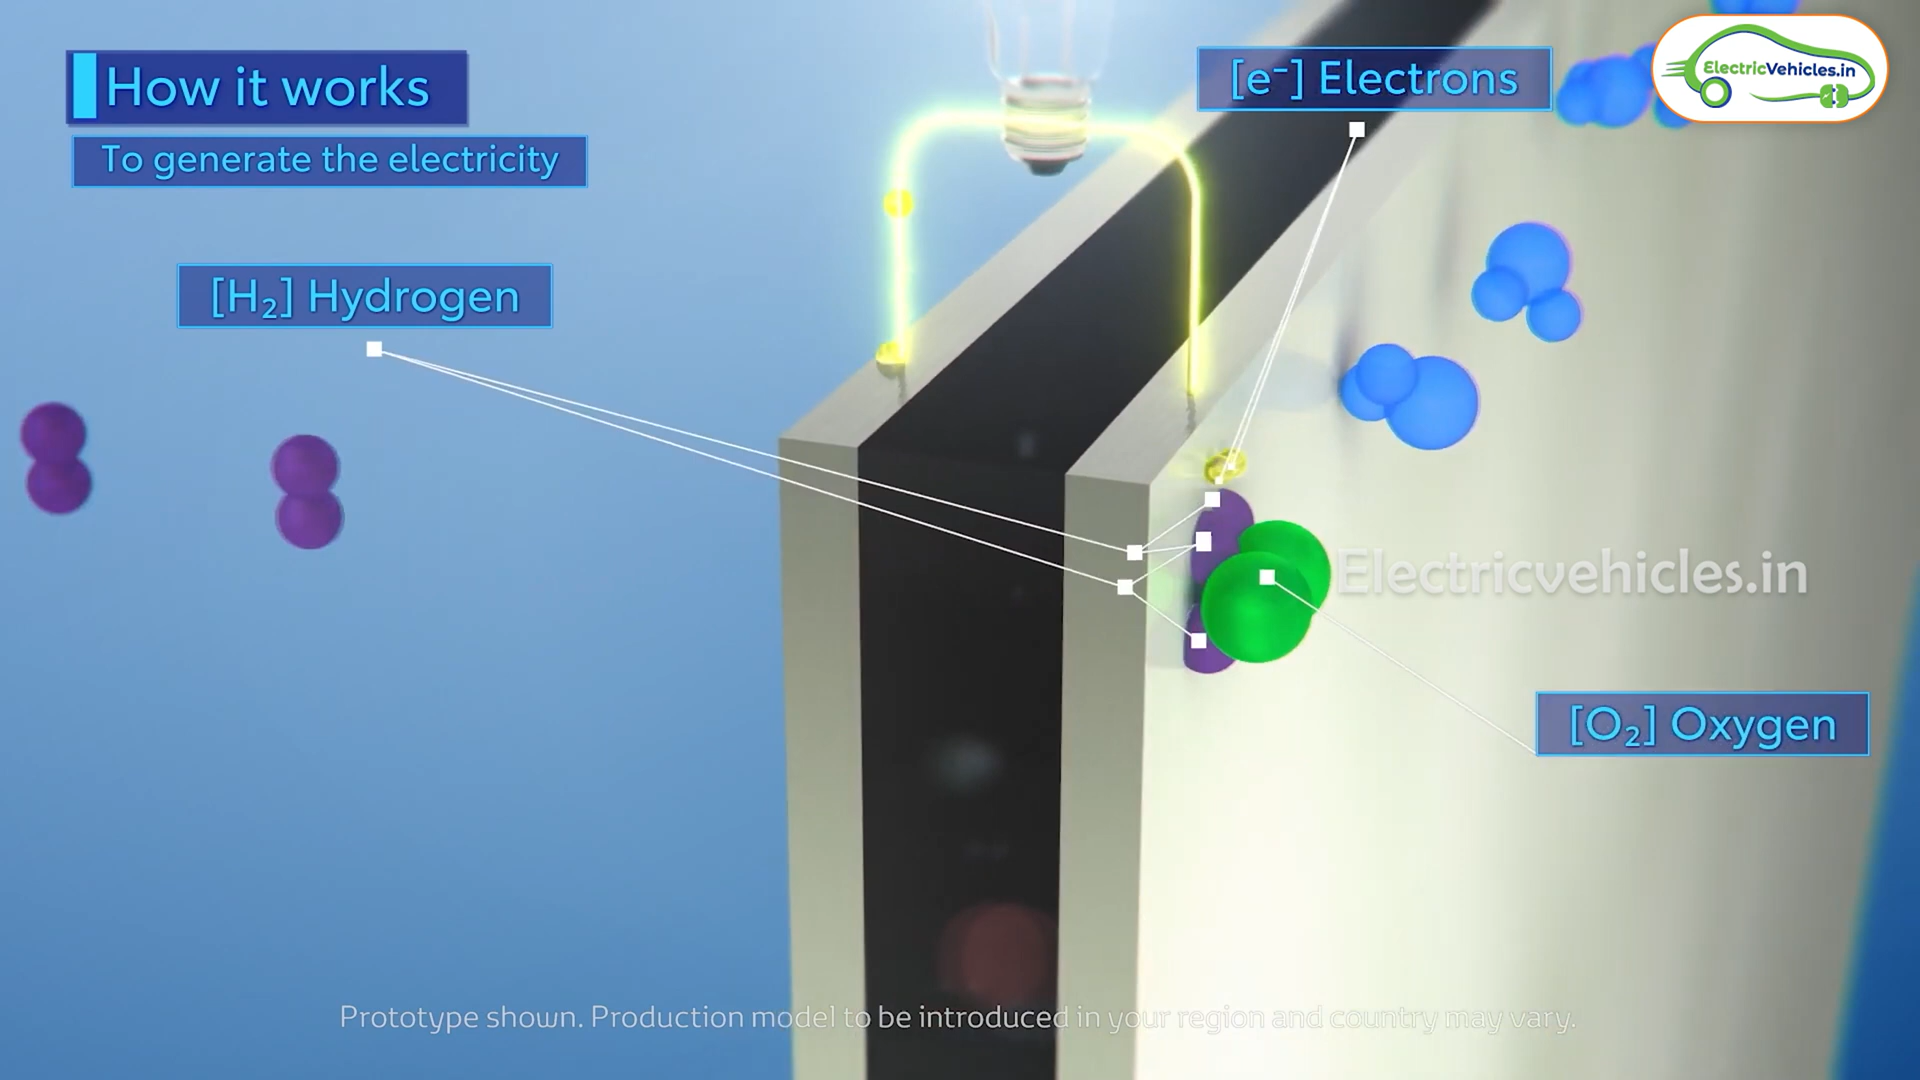 How it works
To generate the electricity
[e⁻] Electrons
ElectricVehicles.in
[H₂] Hydrogen
Electricvehicles.in
[O₂] Oxygen
Prototype shown. Production model to be introduced in your region and country may vary.